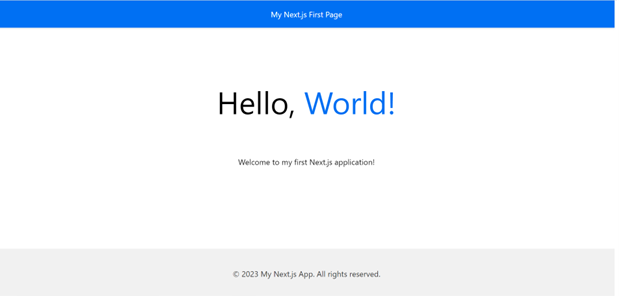 My Next.js First Page
Hello, World!
Welcome to my first Next.js application!
© 2023 My Next.js App. All rights reserved.